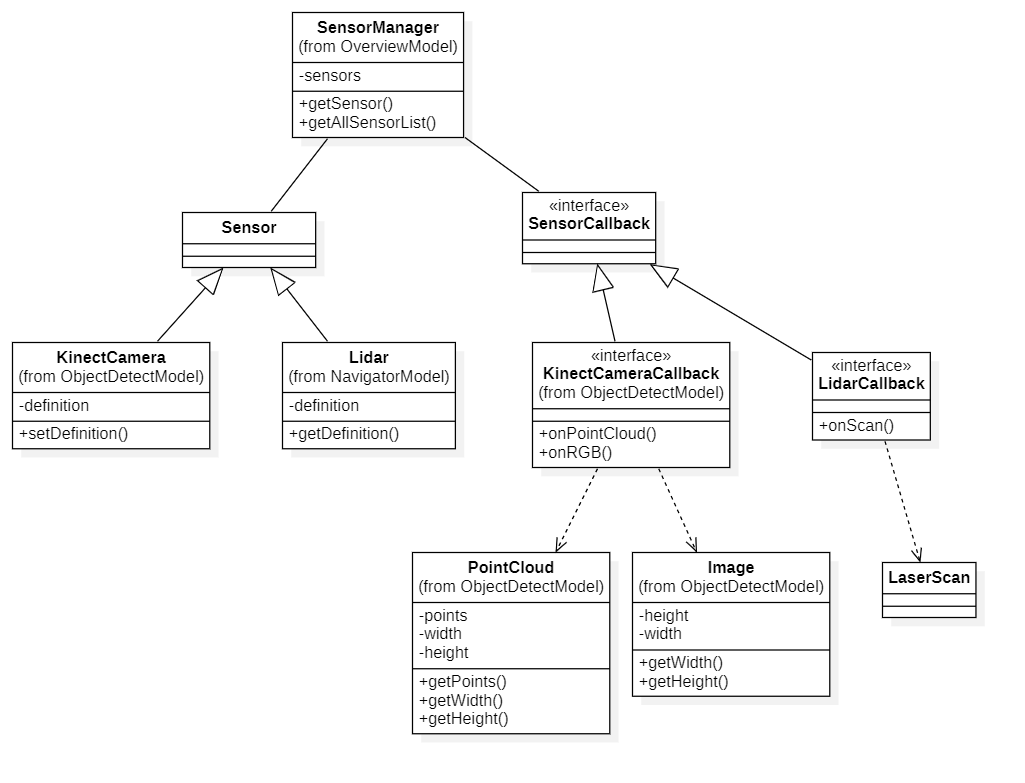 SensorManager
(from OverviewModel)
-sensors
+getSensor()
+getAllSensorList()
Sensor
«interface»
SensorCallback
KinectCamera
(from ObjectDetectModel)
-definition
+setDefinition()
Lidar
(from NavigatorModel)
-definition
+getDefinition()
«interface»
KinectCameraCallback
(from ObjectDetectModel)
+onPointCloud()
+onRGB()
«interface»
LidarCallback
+onScan()
PointCloud
(from ObjectDetectModel)
-points
-width
-height
+getPoints()
+getWidth()
+getHeight()
Image
(from ObjectDetectModel)
-height
-width
+getWidth()
+getHeight()
LaserScan